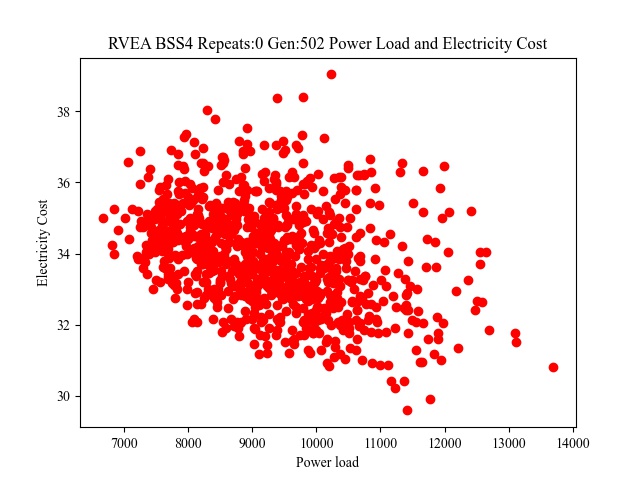 RVEA BSS4 Repeats:0 Gen:502 Power Load and Electricity Cost
Electricity Cost
38
36
34
32
30
7000 8000 9000 10000 11000 12000 13000 14000
Power load